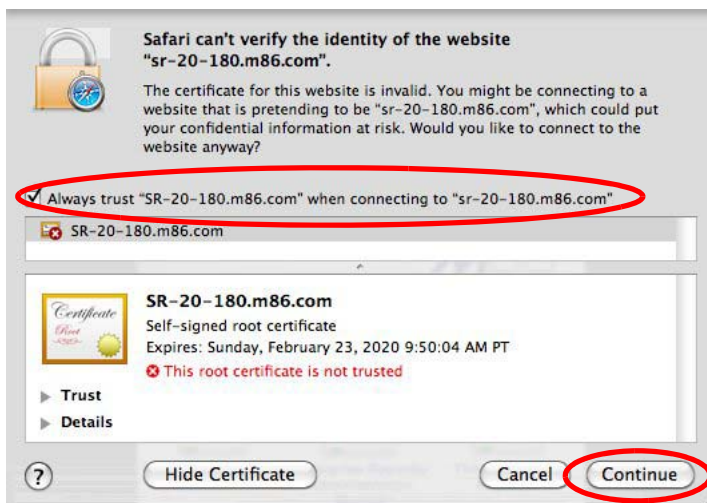 Safari can't verify the identity of the website
"sr-20-180.m86.com".
The certificate for this website is invalid. You might be connecting to a
website that is pretending to be "sr-20-180.m86.com", which could put
your confidential information at risk. Would you like to connect to the
website anyway?
Always trust "SR-20-180.m86.com" when connecting to "sr-20-180.m86.com"
SR-20-180.m86.com
Certificate
Root
SR-20-180.m86.com
Self-signed root certificate
Expires: Sunday, February 23, 2020 9:50:04 AM PT
This root certificate is not trusted
Trust
Details
? Hide Certificate Cancel Continue